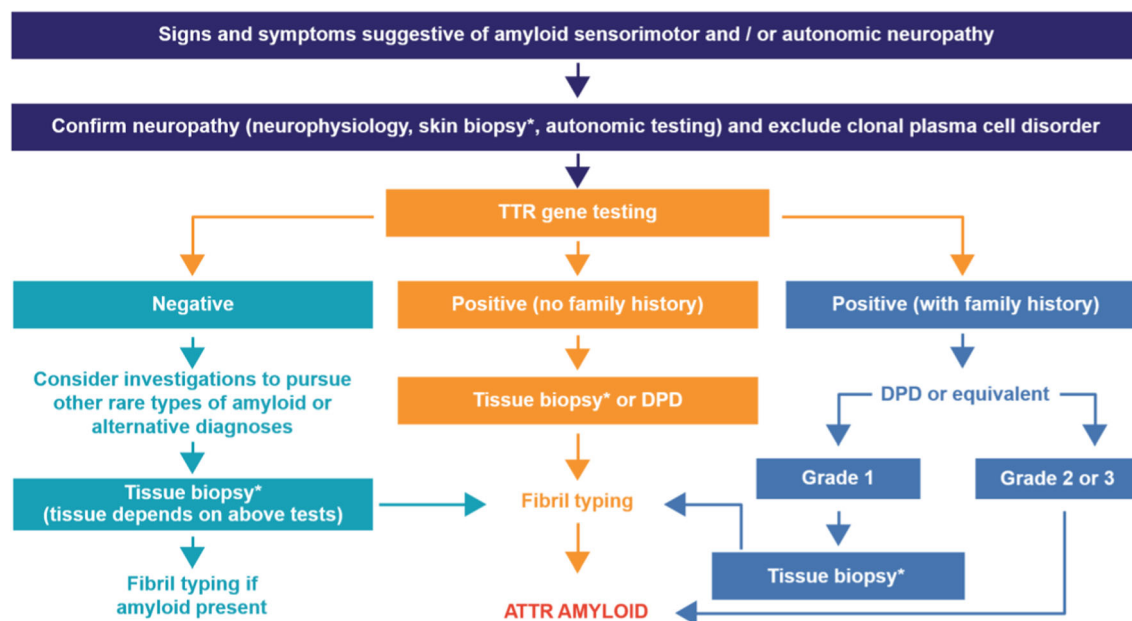 Signs and symptoms suggestive of amyloid sensorimotor and / or autonomic neuropathy
Confirm neuropathy (neurophysiology, skin biopsy*, autonomic testing) and exclude clonal plasma cell disorder
TTR gene testing
Negative
Positive (no family history)
Positive (with family history)
Consider investigations to pursue
other rare types of amyloid or
alternative diagnoses
Tissue biopsy* or DPD
DPD or equivalent
Tissue biopsy*
(tissue depends on above tests)
Fibril typing
Grade 1
Grade 2 or 3
Tissue biopsy*
Fibril typing if
amyloid present
ATTR AMYLOID